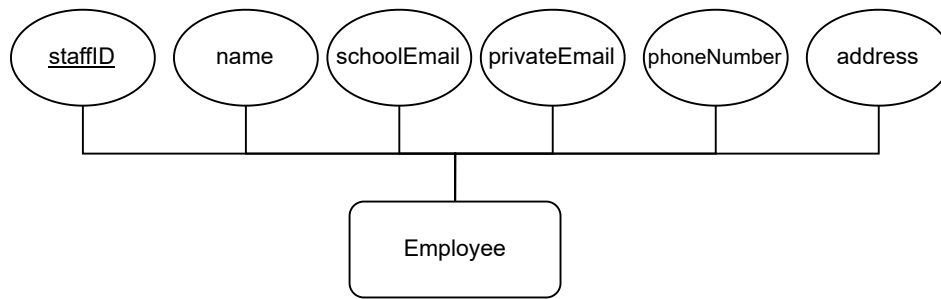 staffID
name
schoolEmail
privateEmail
phoneNumber
address
Employee